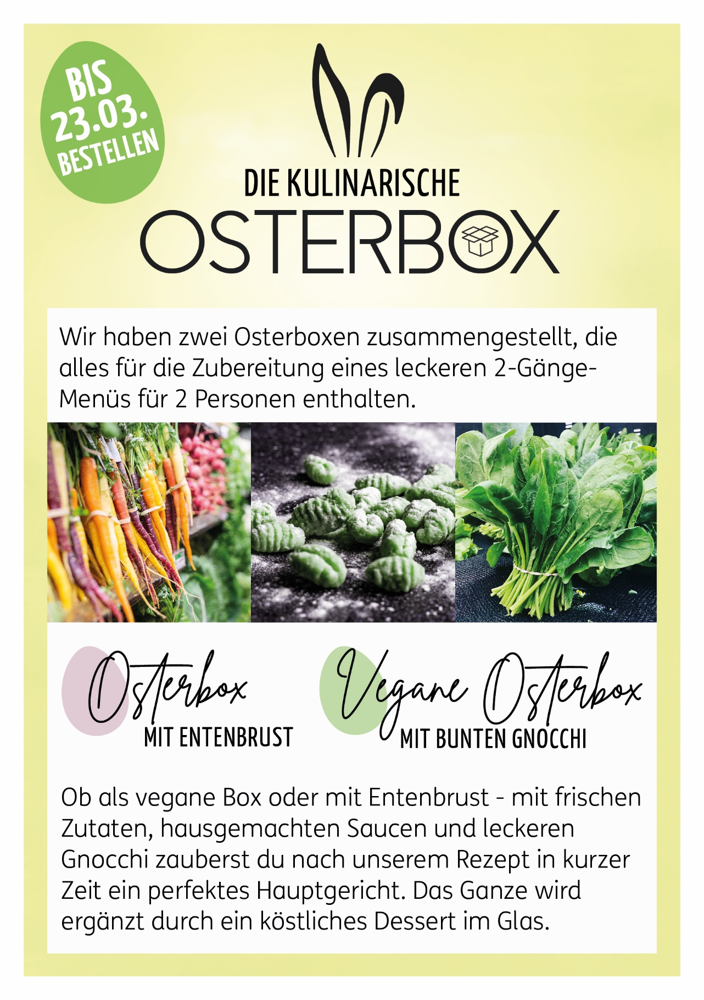 BIS
23.03.
BESTELLEN
DIE KULINARISCHE
OSTERBOX
Wir haben zwei Osterboxen zusammengestellt, die
alles für die Zubereitung eines leckeren 2-Gänge-
Menüs für 2 Personen enthalten.
Osterbox
MIT ENTENBRUST
Vegane Osterbox
MIT BUNTEN GNOCCHI
Ob als vegane Box oder mit Entenbrust - mit frischen
Zutaten, hausgemachten Saucen und leckeren
Gnocchi zauberst du nach unserem Rezept in kurzer
Zeit ein perfektes Hauptgericht. Das Ganze wird
ergänzt durch ein köstliches Dessert im Glas.